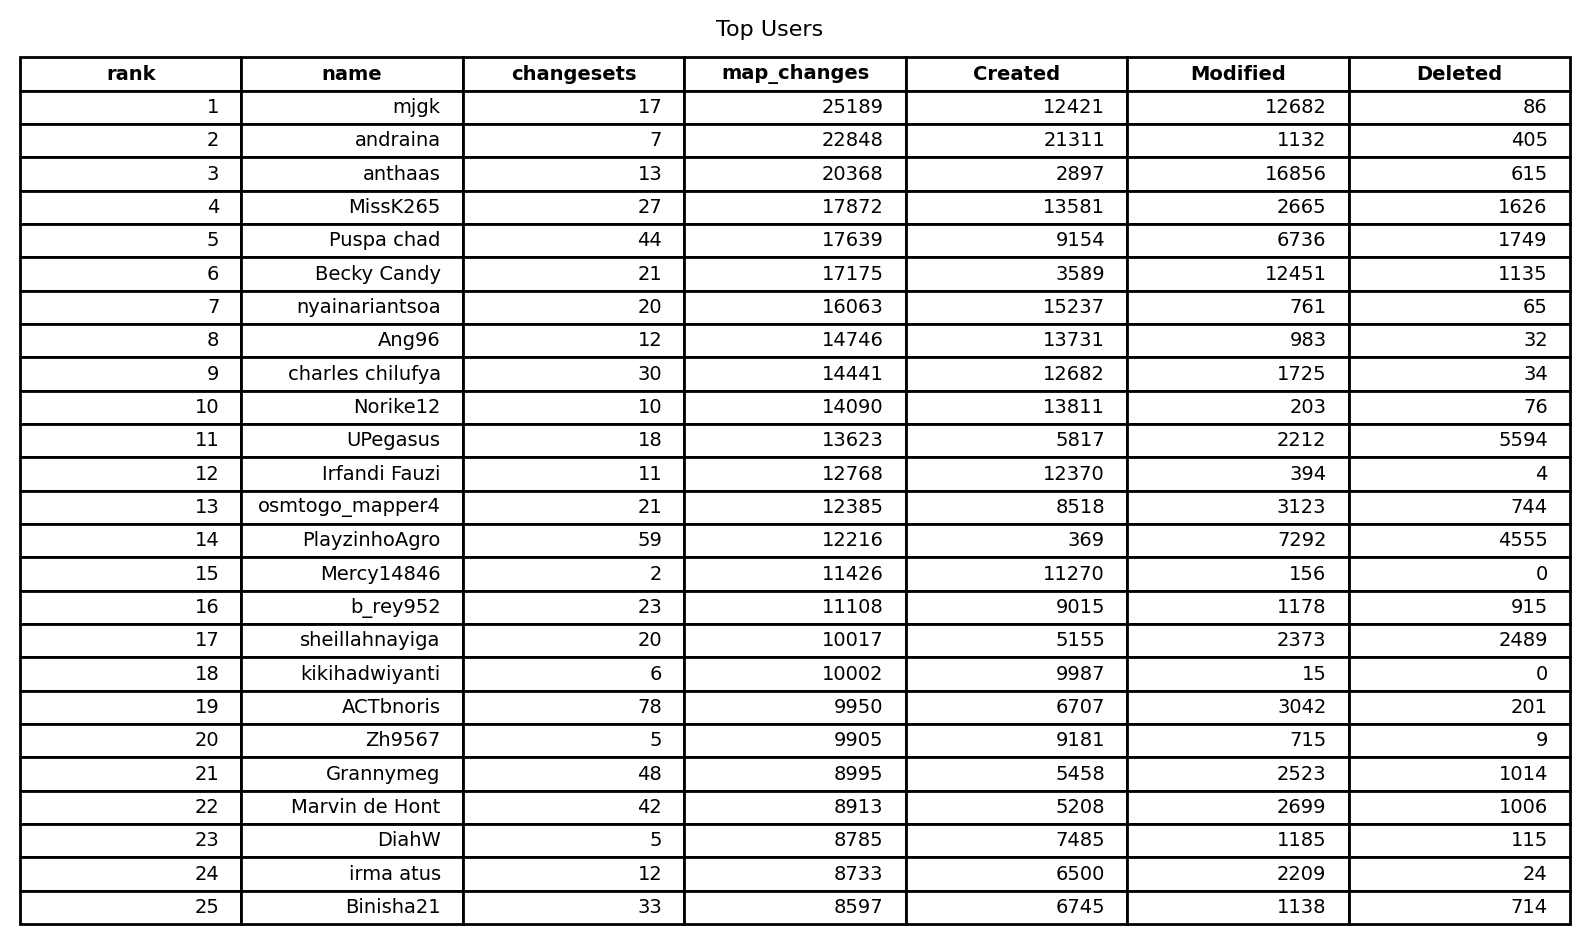 Top Users
rank name changesets map_changes Created Modified Deleted
1 mjgk 17 25189 12421 12682 86
2 andraina 7 22848 21311 1132 405
3 anthaas 13 20368 2897 16856 615
4 MissK265 27 17872 13581 2665 1626
5 Puspa chad 44 17639 9154 6736 1749
6 Becky Candy 21 17175 3589 12451 1135
7 nyainariantsoa 20 16063 15237 761 65
8 Ang96 12 14746 13731 983 32
9 charles chilufya 30 14441 12682 1725 34
10 Norike12 10 14090 13811 203 76
11 UPegasus 18 13623 5817 2212 5594
12 Irfandi Fauzi 11 12768 12370 394 4
13 osmtogo_mapper4 21 12385 8518 3123 744
14 PlayzinhoAgro 59 12216 369 7292 4555
15 Mercy14846 2 11426 11270 156 0
16 b_rey952 23 11108 9015 1178 915
17 sheillahnayiga 20 10017 5155 2373 2489
18 kikihadwiyanti 6 10002 9987 15 0
19 ACTbnoris 78 9950 6707 3042 201
20 Zh9567 5 9905 9181 715 9
21 Grannymeg 48 8995 5458 2523 1014
22 Marvin de Hont 42 8913 5208 2699 1006
23 DiahW 5 8785 7485 1185 115
24 irma atus 12 8733 6500 2209 24
25 Binisha21 33 8597 6745 1138 714